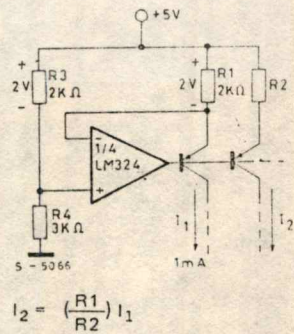 +5V
+
R3
2V
2KΩ
-
+
R1
2V
2KΩ
-
R2
-
1/4
LM324
+
R4
3KΩ
I1
I2
1mA
S - 5066
I2 = (R1/R2) I1